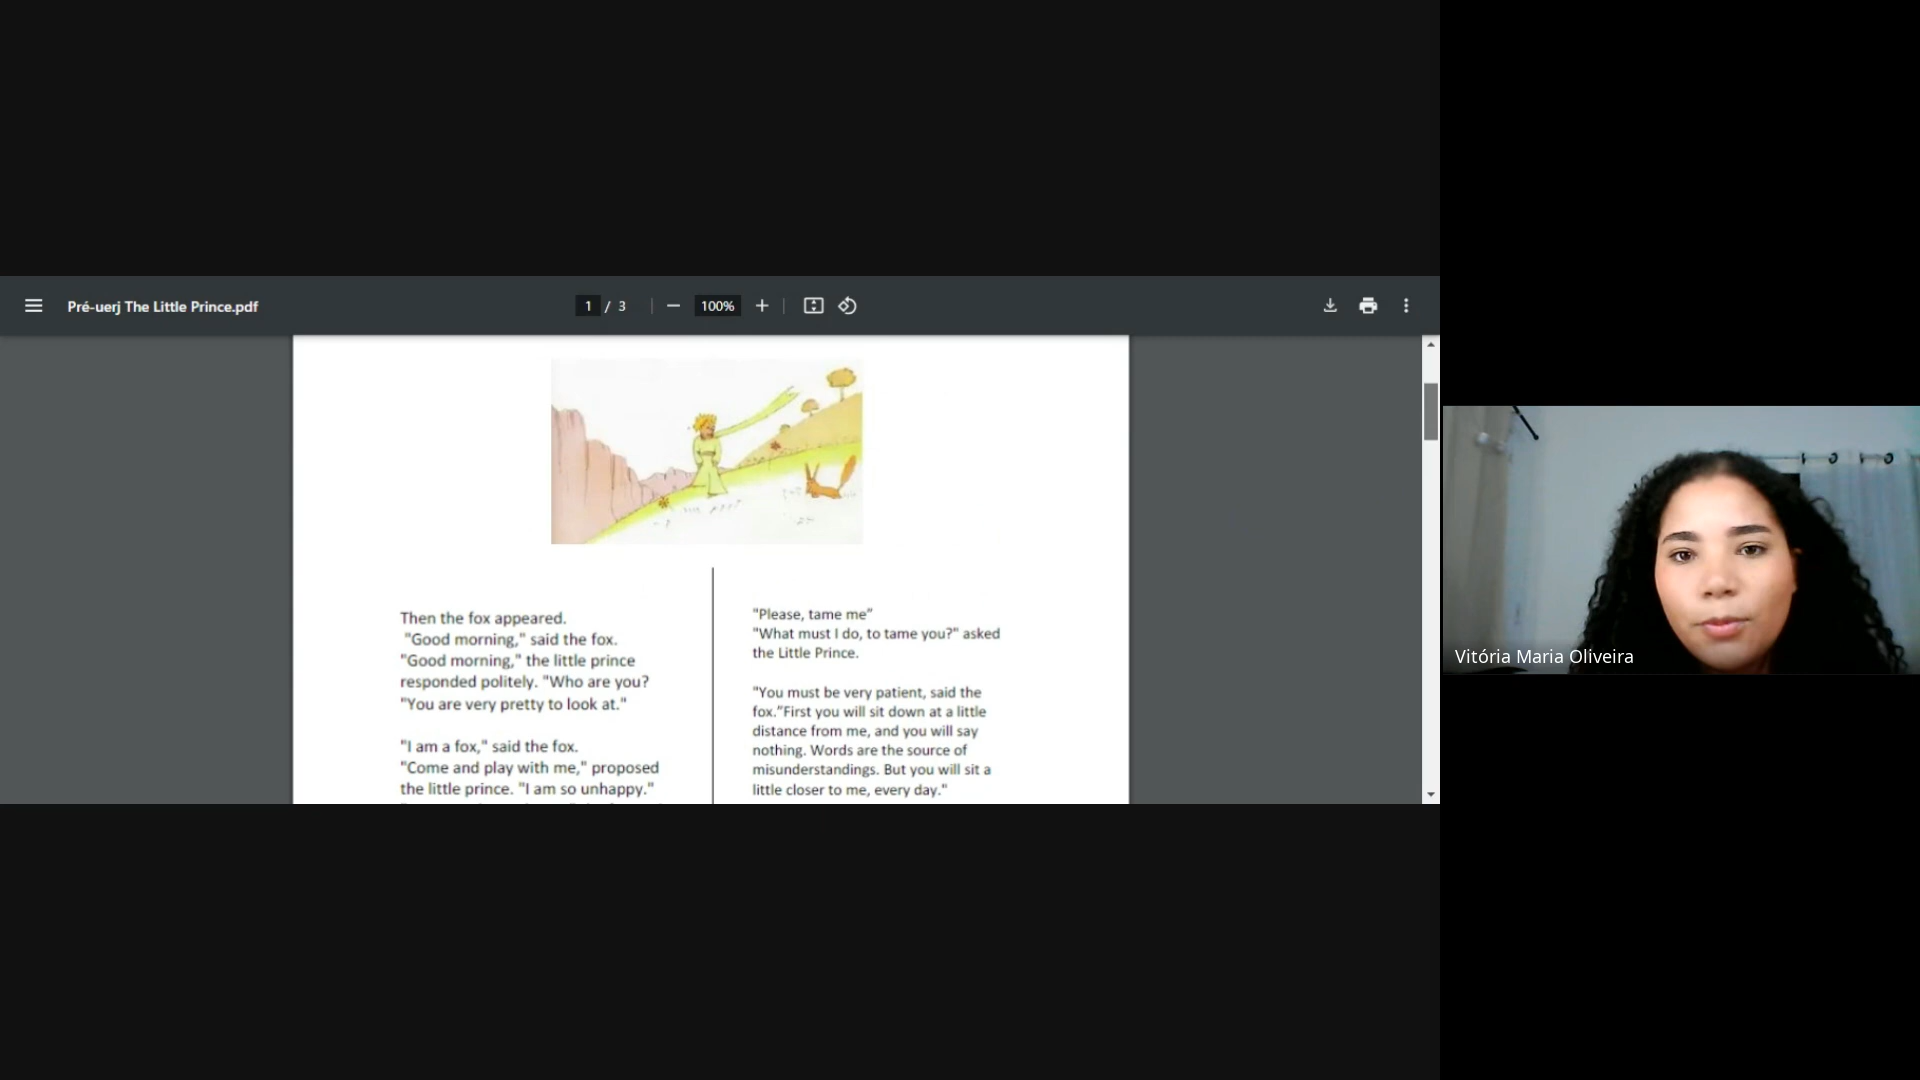 Pré-uerj The Little Prince.pdf
1 / 3
100%
Then the fox appeared.
"Good morning," said the fox.
"Good morning," the little prince
responded politely. "Who are you?
"You are very pretty to look at."
"I am a fox," said the fox.
"Come and play with me," proposed
the little prince. "I am so unhappy."
"Please, tame me"
"What must I do, to tame you?" asked
the Little Prince.
"You must be very patient, said the
fox."First you will sit down at a little
distance from me, and you will say
nothing. Words are the source of
misunderstandings. But you will sit a
little closer to me, every day."
Vitória Maria Oliveira